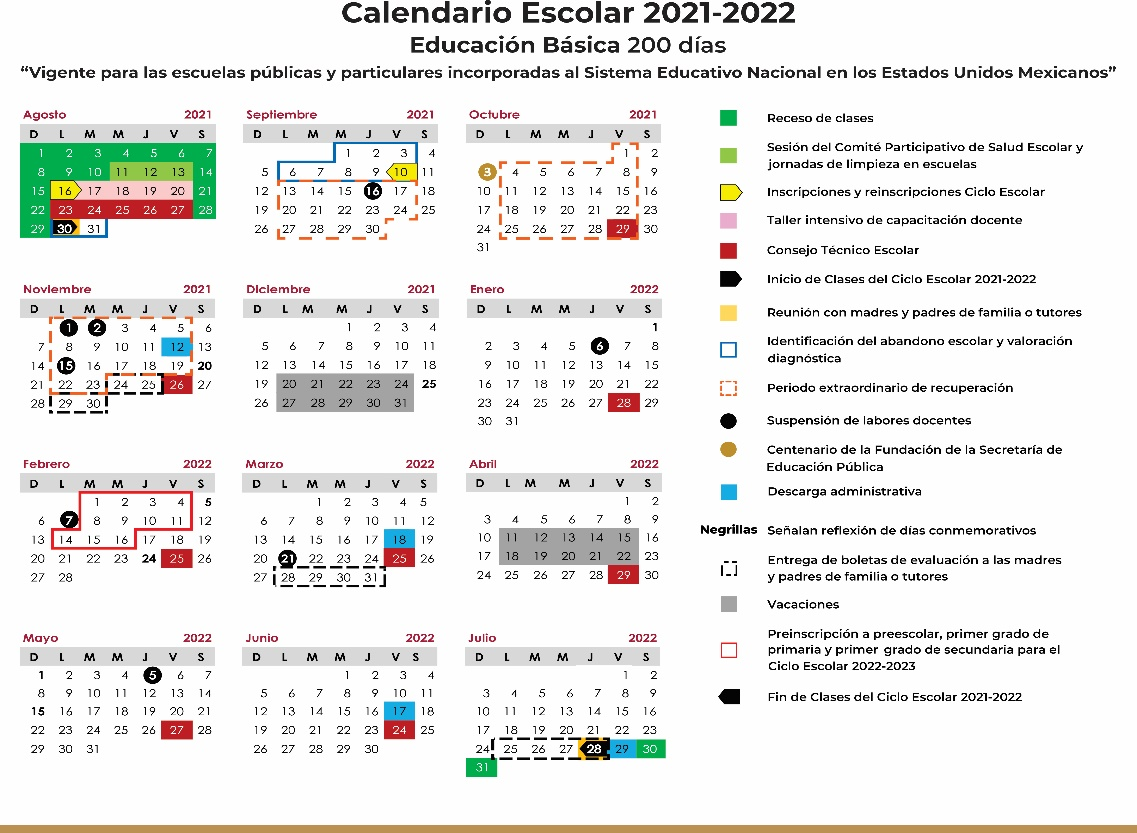 Calendario Escolar 2021-2022
Educación Básica 200 días
“Vigente para las escuelas públicas y particulares incorporadas al Sistema Educativo Nacional en los Estados Unidos Mexicanos”
Agosto 2021
D L M M J V S
1 2 3 4 5 6 7
8 9 10 11 12 13 14
15 16 17 18 19 20 21
22 23 24 25 26 27 28
29 30 31
Septiembre 2021
D L M M J V S
1 2 3 4
5 6 7 8 9 10 11
12 13 14 15 16 17 18
19 20 21 22 23 24 25
26 27 28 29 30
Octubre 2021
D L M M J V S
1 2
3 4 5 6 7 8 9
10 11 12 13 14 15 16
17 18 19 20 21 22 23
24 25 26 27 28 29 30
31
Noviembre 2021
D L M M J V S
1 2 3 4 5 6
7 8 9 10 11 12 13
14 15 16 17 18 19 20
21 22 23 24 25 26 27
28 29 30
Diciembre 2021
D L M M J V S
1 2 3 4
5 6 7 8 9 10 11
12 13 14 15 16 17 18
19 20 21 22 23 24 25
26 27 28 29 30 31
Enero 2022
D L M M J V S
1
2 3 4 5 6 7 8
9 10 11 12 13 14 15
16 17 18 19 20 21 22
23 24 25 26 27 28 29
30 31
Febrero 2022
D L M M J V S
1 2 3 4 5
6 7 8 9 10 11 12
13 14 15 16 17 18 19
20 21 22 23 24 25 26
27 28
Marzo 2022
D L M M J V S
1 2 3 4 5
6 7 8 9 10 11 12
13 14 15 16 17 18 19
20 21 22 23 24 25 26
27 28 29 30 31
Abril 2022
D L M M J V S
1 2
3 4 5 6 7 8 9
10 11 12 13 14 15 16
17 18 19 20 21 22 23
24 25 26 27 28 29 30
Mayo 2022
D L M M J V S
1 2 3 4 5 6 7
8 9 10 11 12 13 14
15 16 17 18 19 20 21
22 23 24 25 26 27 28
29 30 31
Junio 2022
D L M M J V S
1 2 3 4
5 6 7 8 9 10 11
12 13 14 15 16 17 18
19 20 21 22 23 24 25
26 27 28 29 30
Julio 2022
D L M M J V S
1 2
3 4 5 6 7 8 9
10 11 12 13 14 15 16
17 18 19 20 21 22 23
24 25 26 27 28 29 30
31
Receso de clases
Sesión del Comité Participativo de Salud Escolar y
jornadas de limpieza en escuelas
Inscripciones y reinscripciones Ciclo Escolar
Taller intensivo de capacitación docente
Consejo Técnico Escolar
Inicio de Clases del Ciclo Escolar 2021-2022
Reunión con madres y padres de familia o tutores
Identificación del abandono escolar y valoración
diagnóstica
Periodo extraordinario de recuperación
Suspensión de labores docentes
Centenario de la Fundación de la Secretaría de
Educación Pública
Descarga administrativa
Negrillas Señalan reflexión de días conmemorativos
Entrega de boletas de evaluación a las madres
y padres de familia o tutores
Vacaciones
Preinscripción a preescolar, primer grado de
primaria y primer grado de secundaria para el
Ciclo Escolar 2022-2023
Fin de Clases del Ciclo Escolar 2021-2022